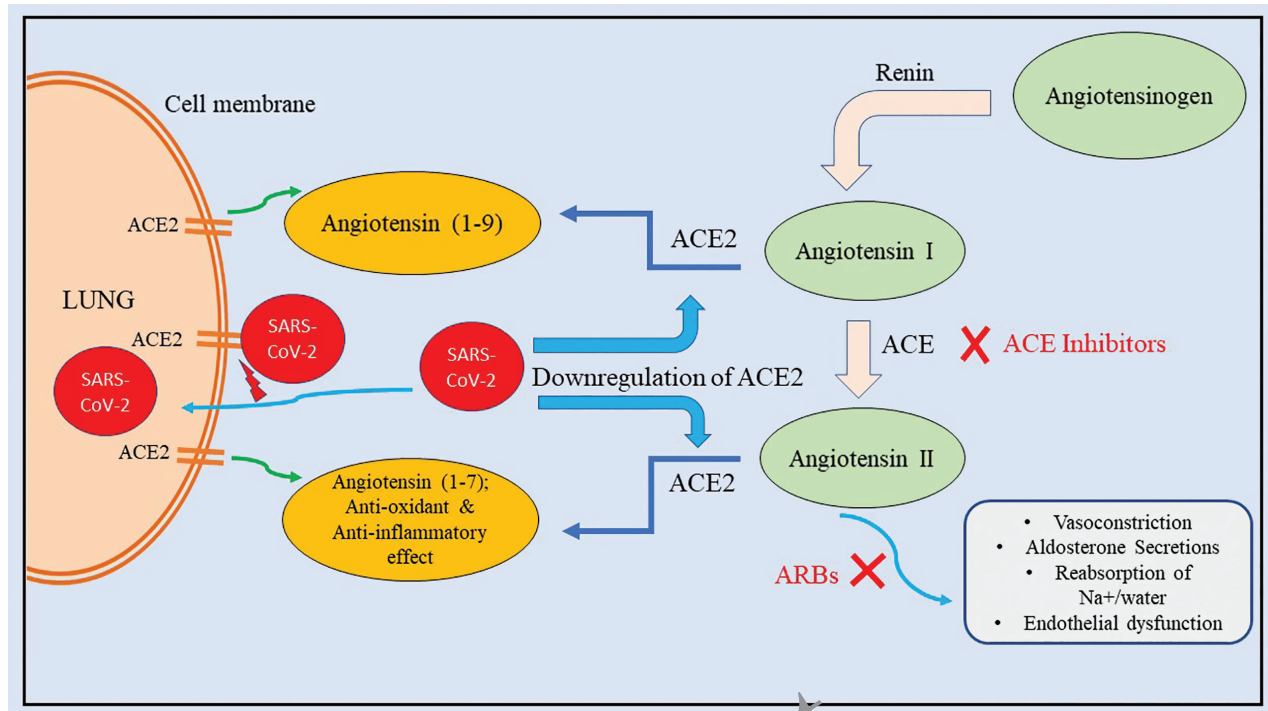 Renin
Angiotensinogen
Cell membrane
ACE2
Angiotensin (1-9)
ACE2
Angiotensin I
LUNG
ACE2
SARS-
CoV-2
SARS-
CoV-2
SARS-
CoV-2
Downregulation of ACE2
ACE
ACE Inhibitors
ACE2
Angiotensin (1-7);
Anti-oxidant &
Anti-inflammatory
effect
ACE2
Angiotensin II
ARBs
• Vasoconstriction
• Aldosterone Secretions
• Reabsorption of
Na+/water
• Endothelial dysfunction